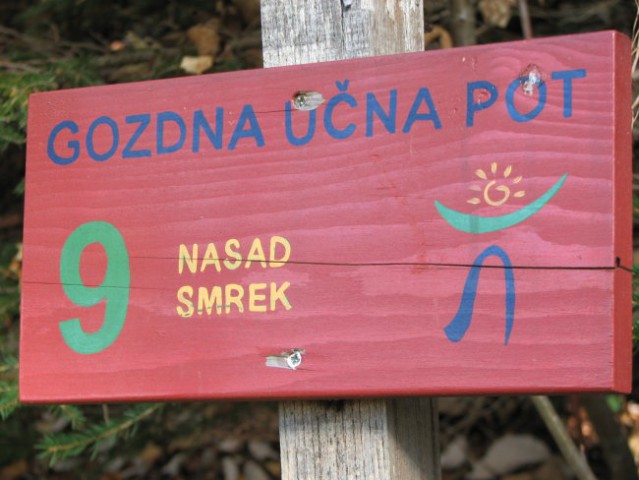 GOZDNA UČNA POT
9
NASAD
SMREK